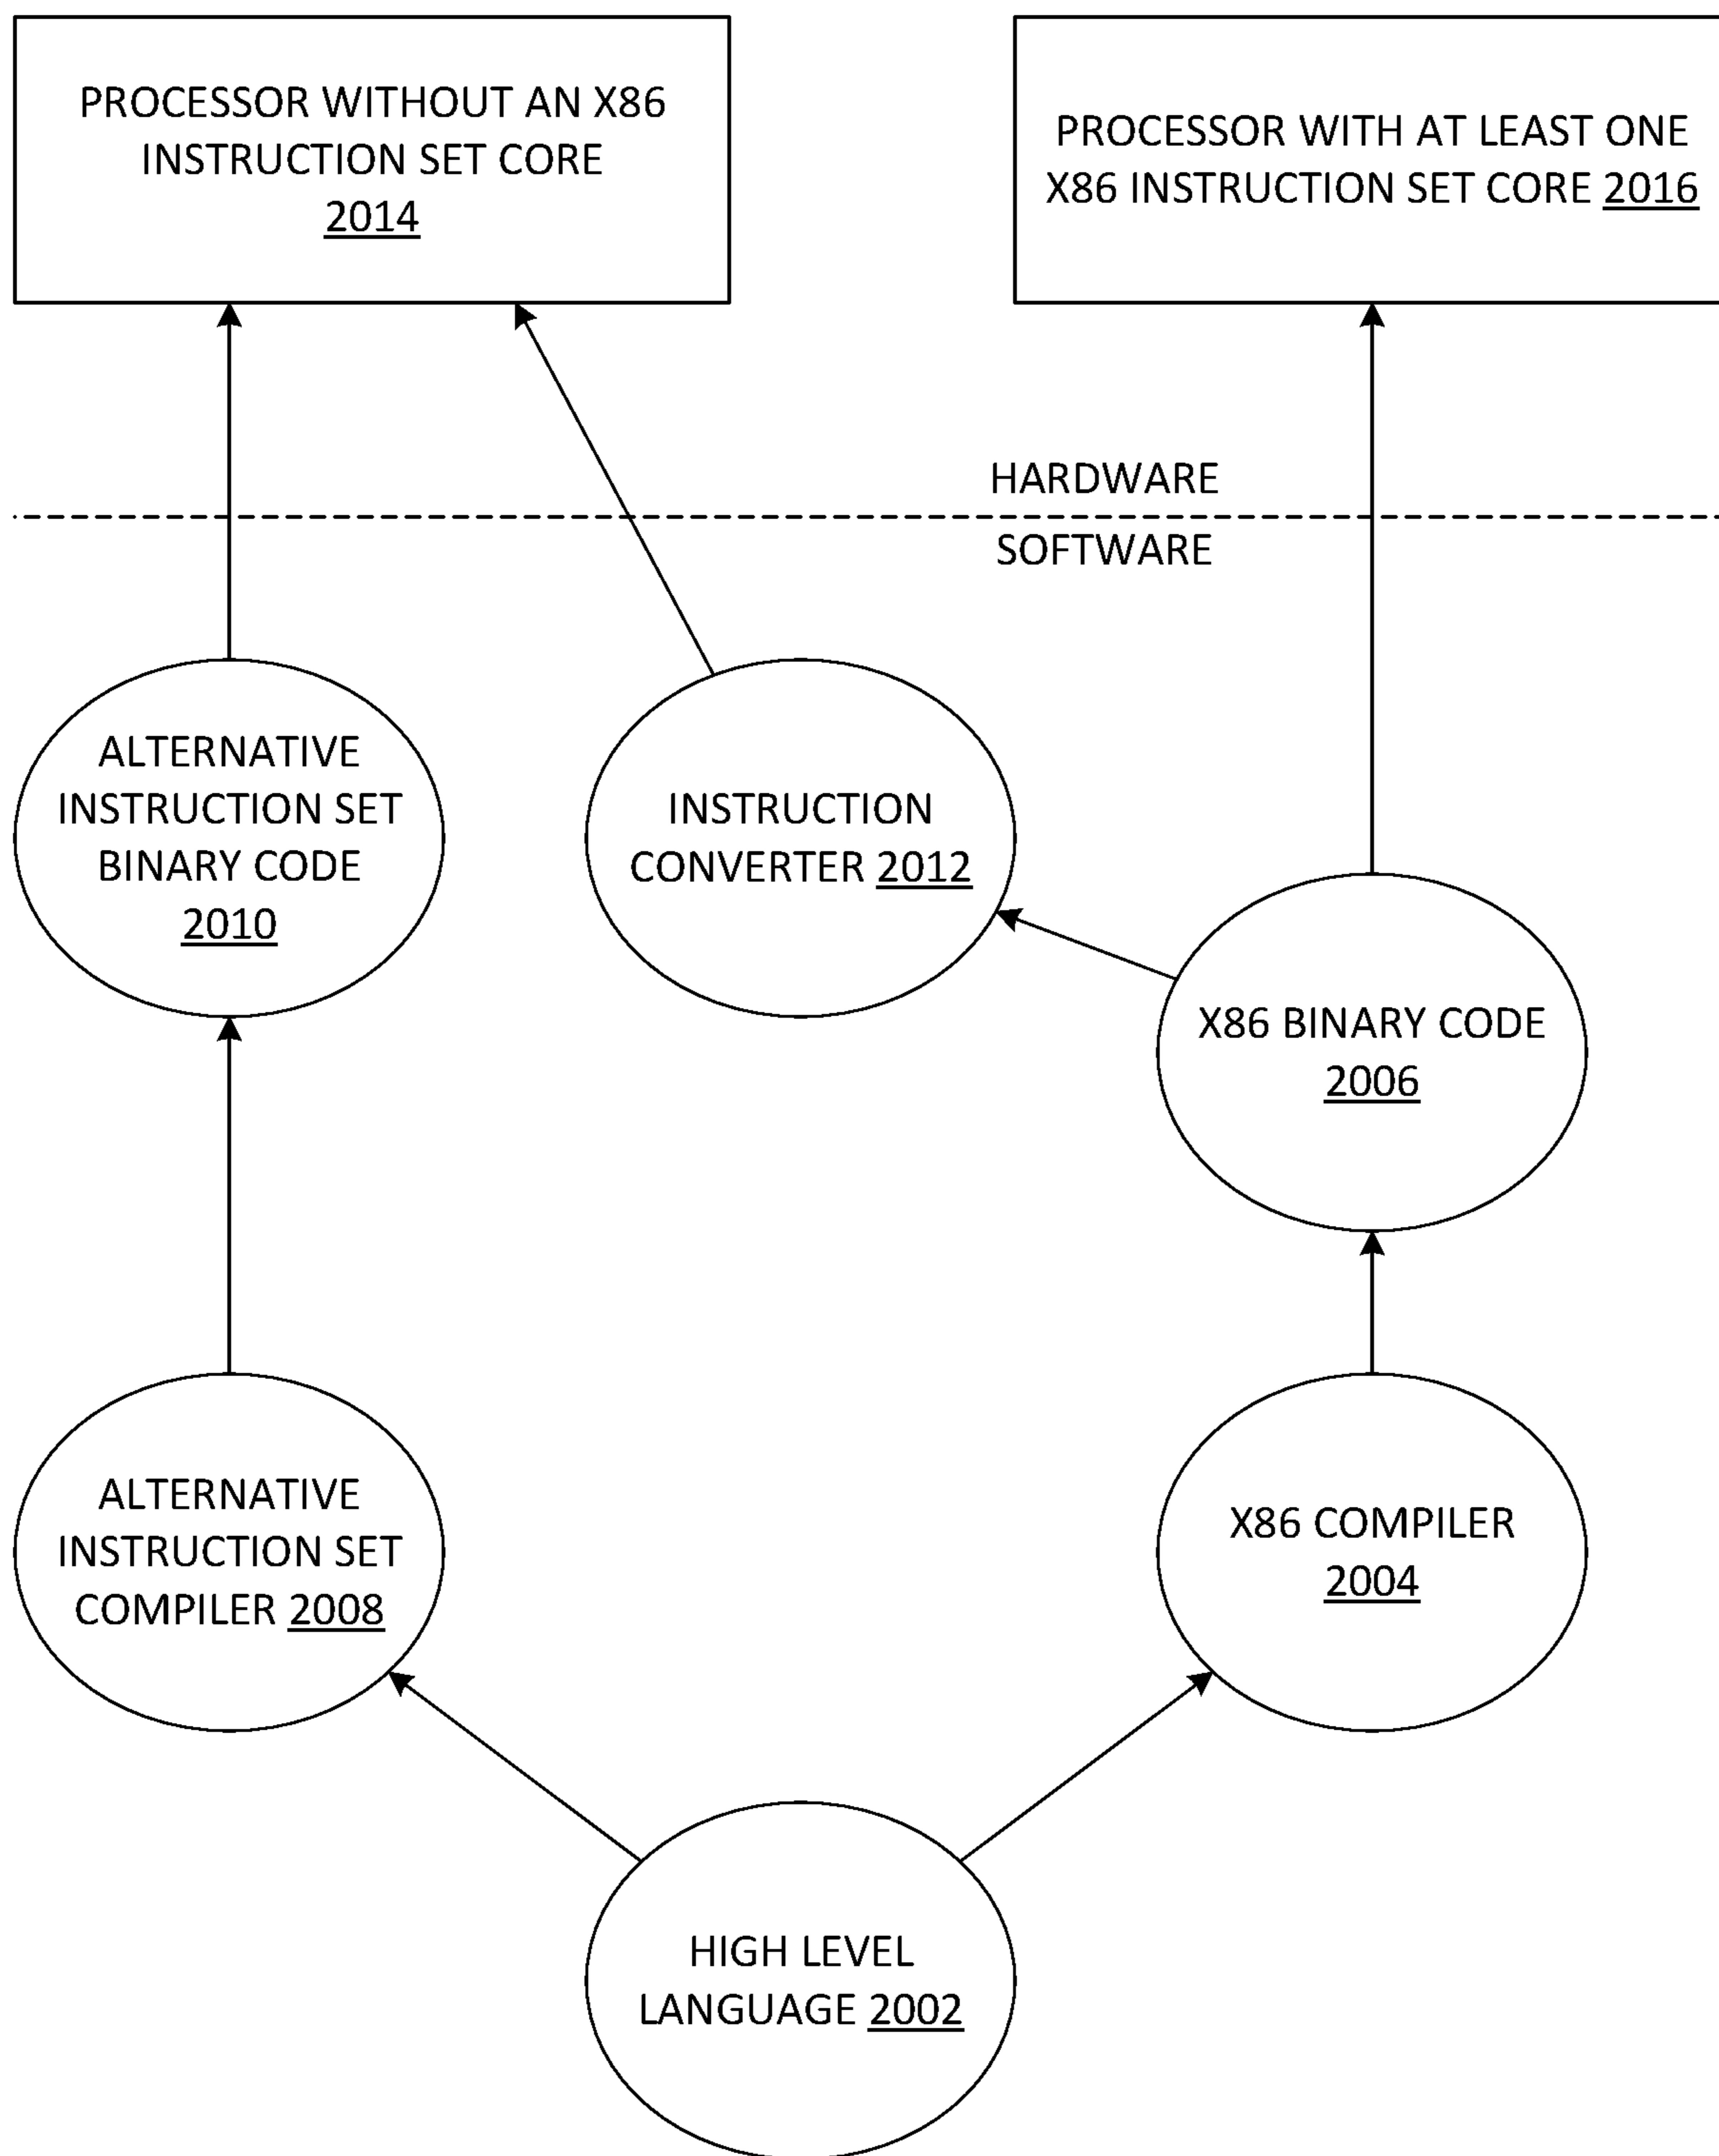 PROCESSOR WITHOUT AN X86
INSTRUCTION SET CORE
2014
PROCESSOR WITH AT LEAST ONE
X86 INSTRUCTION SET CORE 2016
HARDWARE
SOFTWARE
ALTERNATIVE
INSTRUCTION SET
BINARY CODE
2010
INSTRUCTION
CONVERTER 2012
X86 BINARY CODE
2006
ALTERNATIVE
INSTRUCTION SET
COMPILER 2008
X86 COMPILER
2004
HIGH LEVEL
LANGUAGE 2002